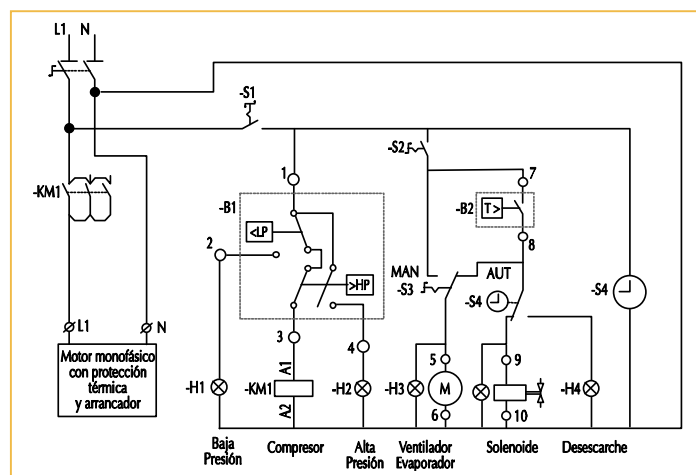 L1
N
-S1
-KM1
1
-S2
7
-B1
<LP
T>
-B2
2
8
MAN
AUT
-S3
>HP
-S4
-S4
L1
N
3
4
Motor monofásico
con protección
térmica
y arrancador
A1
5
9
-H1
-KM1
-H2
-H3
M
-H4
A2
6
10
Baja
Presión
Compresor
Alta
Presión
Ventilador
Evaporador
Solenoide
Desescarche